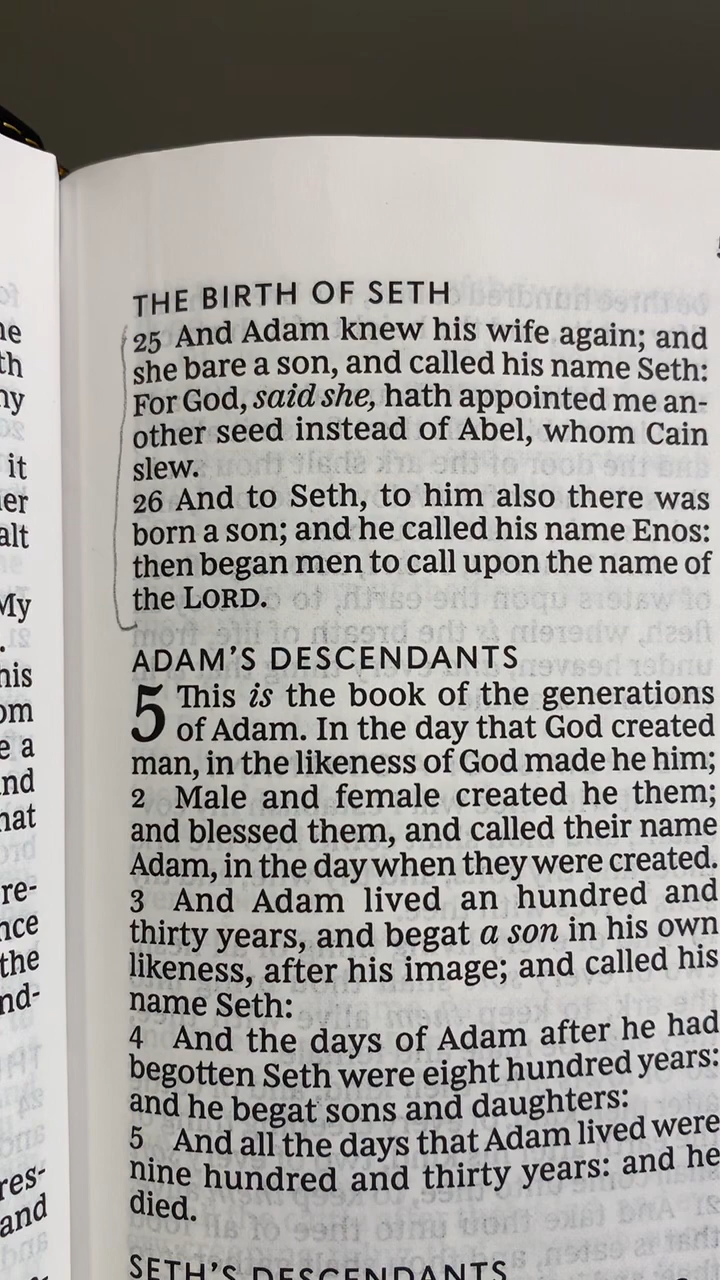 THE BIRTH OF SETH
25 And Adam knew his wife again; and
she bare a son, and called his name Seth:
For God, said she, hath appointed me an-
other seed instead of Abel, whom Cain
slew.
26 And to Seth, to him also there was
born a son; and he called his name Enos:
then began men to call upon the name of
the LORD.
ADAM'S DESCENDANTS
5 This is the book of the generations
of Adam. In the day that God created
man, in the likeness of God made he him;
2 Male and female created he them;
and blessed them, and called their name
Adam, in the day when they were created.
3 And Adam lived an hundred and
thirty years, and begat a son in his own
likeness, after his image; and called his
name Seth:
4 And the days of Adam after he had
begotten Seth were eight hundred years:
and he begat sons and daughters:
5 And all the days that Adam lived were
nine hundred and thirty years: and he
died.
SETH'S DESCENDANTS